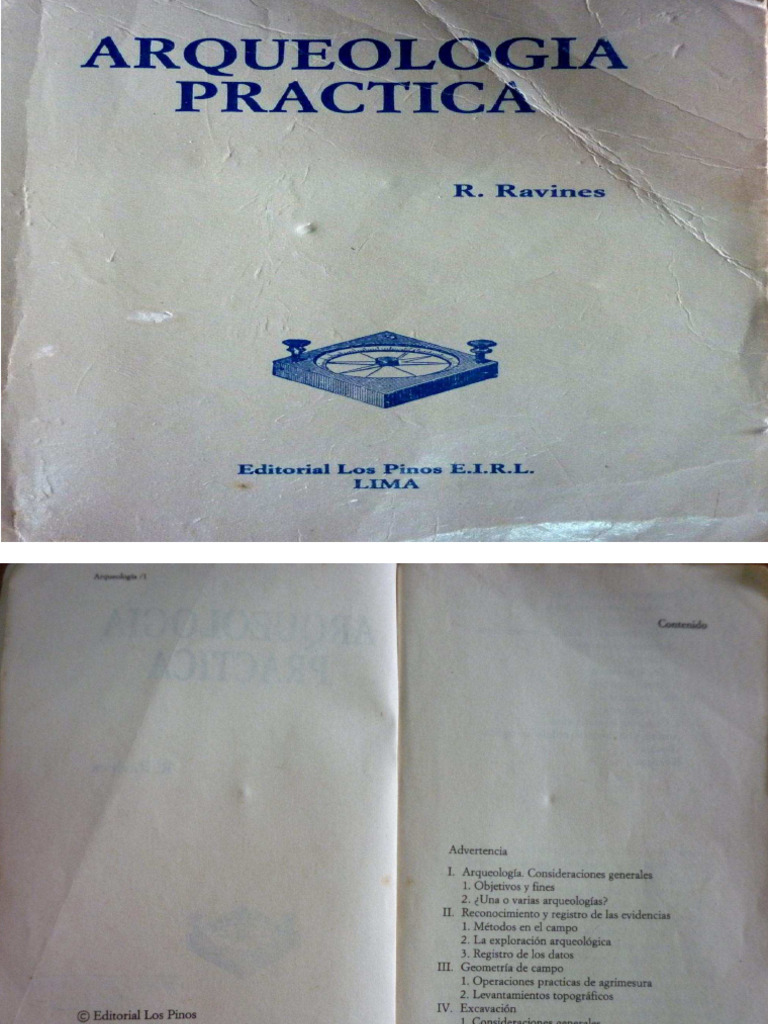 ARQUEOLOGIA
PRACTICA
R. Ravines
Editorial Los Pinos E.I.R.L.
LIMA
Arqueología /1
© Editorial Los Pinos
Contenido
Advertencia
I. Arqueología. Consideraciones generales
1. Objetivos y fines
2. ¿Una o varias arqueologías?
II. Reconocimiento y registro de las evidencias
1. Métodos en el campo
2. La exploración arqueológica
3. Registro de los datos
III. Geometría de campo
1. Operaciones practicas de agrimesura
2. Levantamientos topográficos
IV. Excavación
1. Consideraciones generales